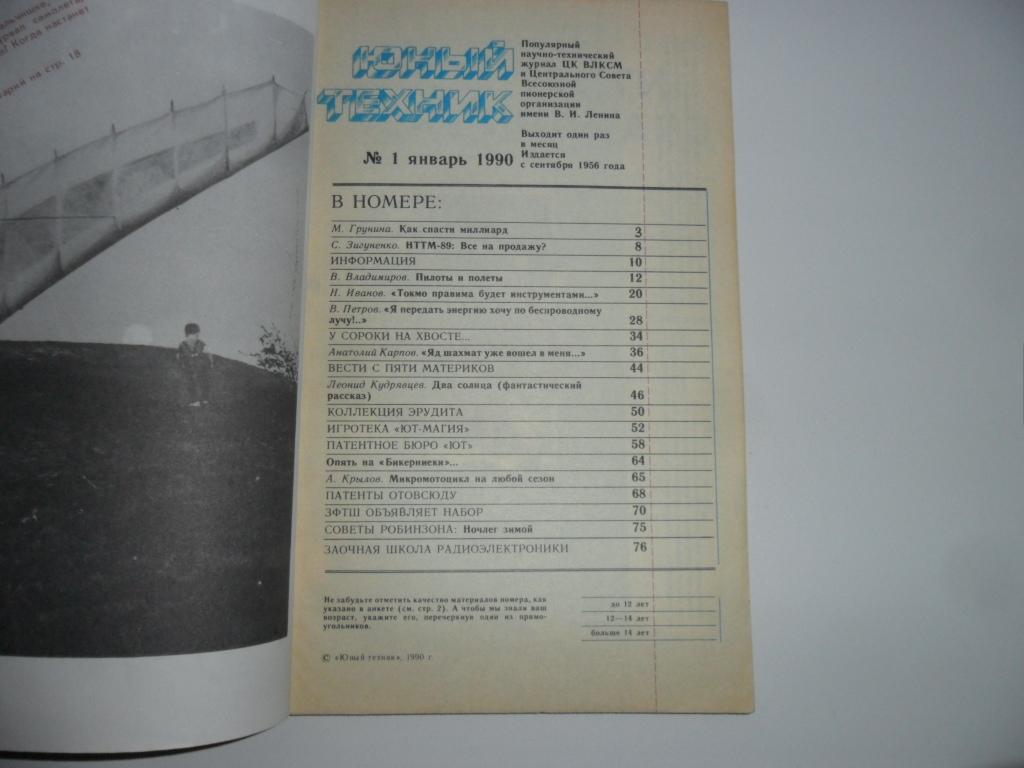 альчишке,
самолета,
Когда настанет
на стр. 18
ЮНЫЙ
ТЕХНИК
Популярный
научно-технический
журнал ЦК ВЛКСМ
и Центрального Совета
Всесоюзной
пионерской
организации
имени В. И. Ленина
Выходит один раз
в месяц
Издается
с сентября 1956 года
№ 1 январь 1990
В НОМЕРЕ:
М. Грунина. Как спасти миллиард 3
С. Зигуненко. НТТМ-89: Все на продажу? 8
ИНФОРМАЦИЯ 10
В. Владимиров. Пилоты и полеты 12
Н. Иванов. «Токмо правима будет инструментами...» 20
В. Петров. «Я передать энергию хочу по беспроводному
лучу!..» 28
У СОРОКИ НА ХВОСТЕ... 34
Анатолий Карпов. «Яд шахмат уже вошел в меня...» 36
ВЕСТИ С ПЯТИ МАТЕРИКОВ 44
Леонид Кудрявцев. Два солнца (фантастический
рассказ) 46
КОЛЛЕКЦИЯ ЭРУДИТА 50
ИГРОТЕКА «ЮТ-МАГИЯ» 52
ПАТЕНТНОЕ БЮРО «ЮТ» 58
Опять на «Бикерниеки»... 64
А. Крылов. Микромотоцикл на любой сезон 65
ПАТЕНТЫ ОТОВСЮДУ 68
ЗФТШ ОБЪЯВЛЯЕТ НАБОР 70
СОВЕТЫ РОБИНЗОНА: Ночлег зимой 75
ЗАОЧНАЯ ШКОЛА РАДИОЭЛЕКТРОНИКИ 76
Не забудьте отметить качество материалов номера, как
указано в анкете (см. стр. 2). А чтобы мы знали ваш
возраст, укажите его, перечеркнув один из прямо-
угольников.
до 12 лет
12—14 лет
больше 14 лет
© «Юный техник», 1990 г.